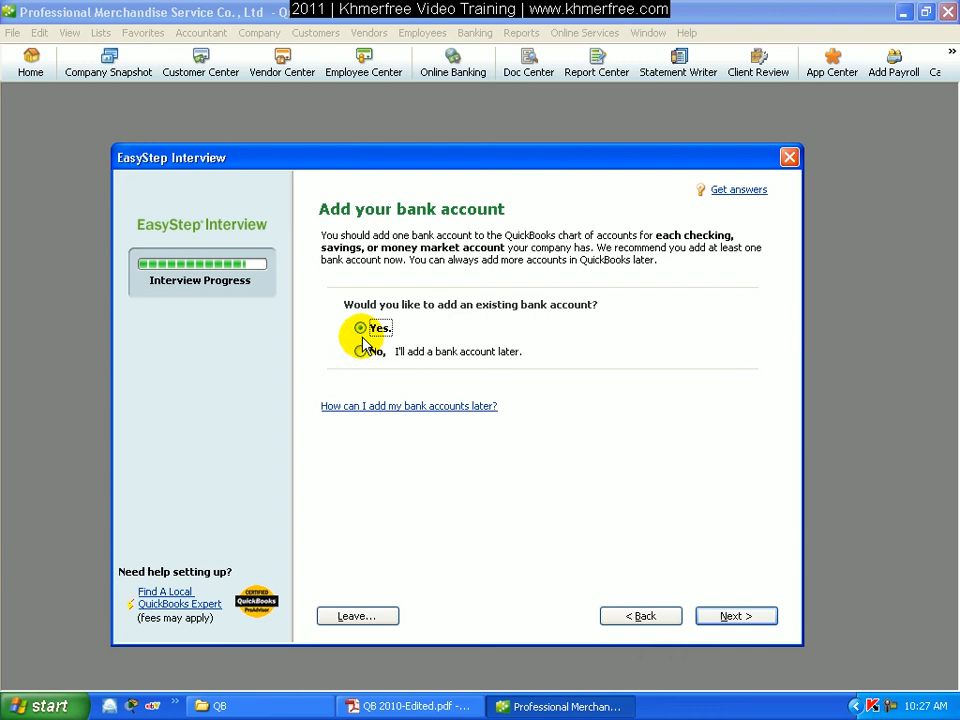 Professional Merchandise Service Co., Ltd - Q
2011 | Khmerfree Video Training | www.khmerfree.com
File Edit View Lists Favorites Accountant Company Customers Vendors Employees Banking Reports Online Services Window Help
Home Company Snapshot Customer Center Vendor Center Employee Center Online Banking Doc Center Report Center Statement Writer Client Review App Center Add Payroll Ca
EasyStep Interview
Get answers
EasyStep Interview
Interview Progress
Add your bank account
You should add one bank account to the QuickBooks chart of accounts for each checking,
savings, or money market account your company has. We recommend you add at least one
bank account now. You can always add more accounts in QuickBooks later.
Would you like to add an existing bank account?
Yes.
No, I'll add a bank account later.
How can I add my bank accounts later?
Need help setting up?
Find A Local
QuickBooks Expert
(fees may apply)
CERTIFIED
QuickBooks
ProAdvisor
Leave...
< Back
Next >
start
QB
QB 2010-Edited.pdf -...
Professional Merchan...
10:27 AM